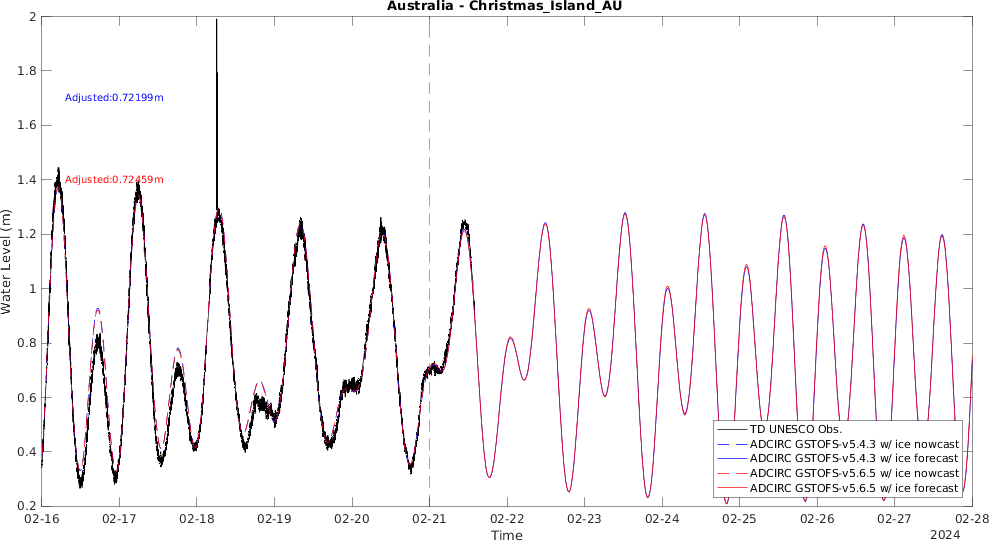 Australia - Christmas_Island_AU
2
1.8
1.6
1.4
1.2
1
0.8
0.6
0.4
0.2
Water Level (m)
Adjusted:0.72199m
Adjusted:0.72459m
TD UNESCO Obs.
ADCIRC GSTOFS-v5.4.3 w/ ice nowcast
ADCIRC GSTOFS-v5.4.3 w/ ice forecast
ADCIRC GSTOFS-v5.6.5 w/ ice nowcast
ADCIRC GSTOFS-v5.6.5 w/ ice forecast
02-16 02-17 02-18 02-19 02-20 02-21 02-22 02-23 02-24 02-25 02-26 02-27 02-28
Time
2024